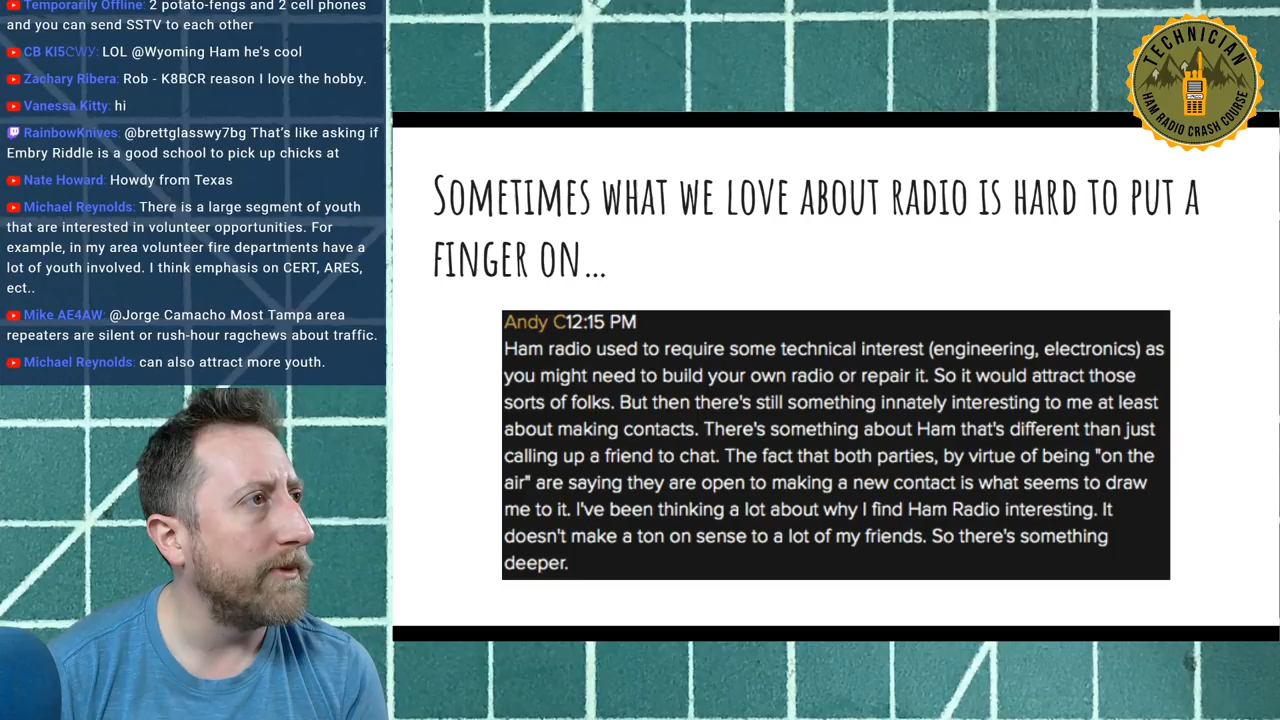 Temporarily Offline: 2 potato-fengs and 2 cell phones
and you can send SSTV to each other
CB KI5CWY: LOL @Wyoming Ham he's cool
Zachary Ribera: Rob - K8BCR reason I love the hobby.
Vanessa Kitty: hi
RainbowKnives: @brettglasswy7bg That's like asking if
Embry Riddle is a good school to pick up chicks at
Nate Howard: Howdy from Texas
Michael Reynolds: There is a large segment of youth
that are interested in volunteer opportunities. For
example, in my area volunteer fire departments have a
lot of youth involved. I think emphasis on CERT, ARES,
ect..
Mike AE4AW: @Jorge Camacho Most Tampa area
repeaters are silent or rush-hour ragchews about traffic.
Michael Reynolds: can also attract more youth.
TECHNICIAN
HAM RADIO CRASH COURSE
Sometimes what we love about radio is hard to put a
finger on...
Andy C12:15 PM
Ham radio used to require some technical interest (engineering, electronics) as
you might need to build your own radio or repair it. So it would attract those
sorts of folks. But then there's still something innately interesting to me at least
about making contacts. There's something about Ham that's different than just
calling up a friend to chat. The fact that both parties, by virtue of being "on the
air" are saying they are open to making a new contact is what seems to draw
me to it. I've been thinking a lot about why I find Ham Radio interesting. It
doesn't make a ton on sense to a lot of my friends. So there's something
deeper.